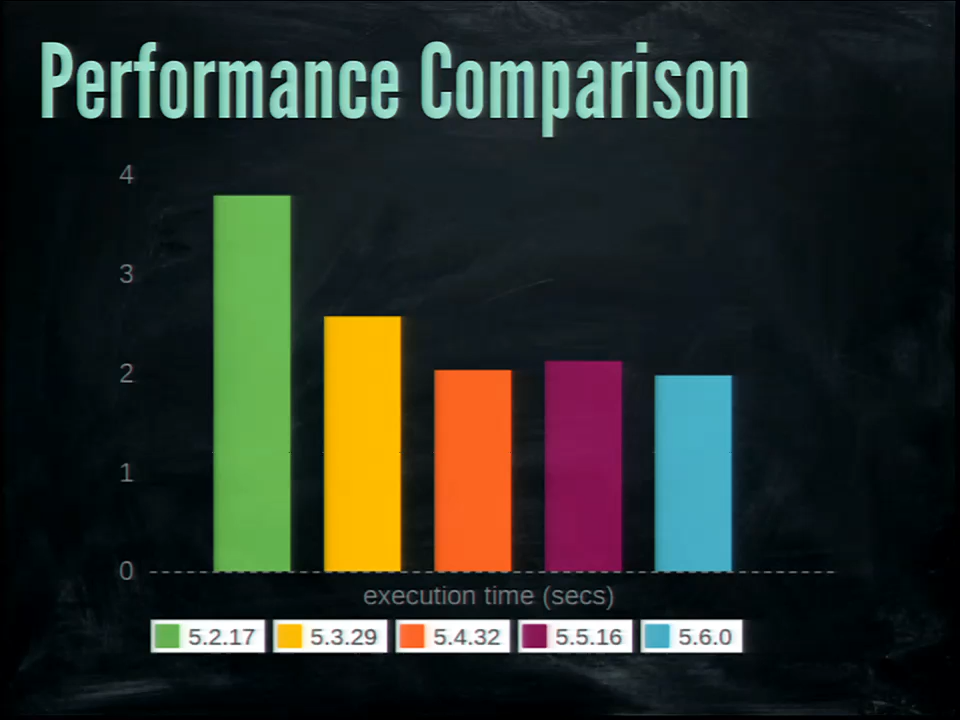 Performance Comparison
4
3
2
1
0
execution time (secs)
5.2.17 5.3.29 5.4.32 5.5.16 5.6.0